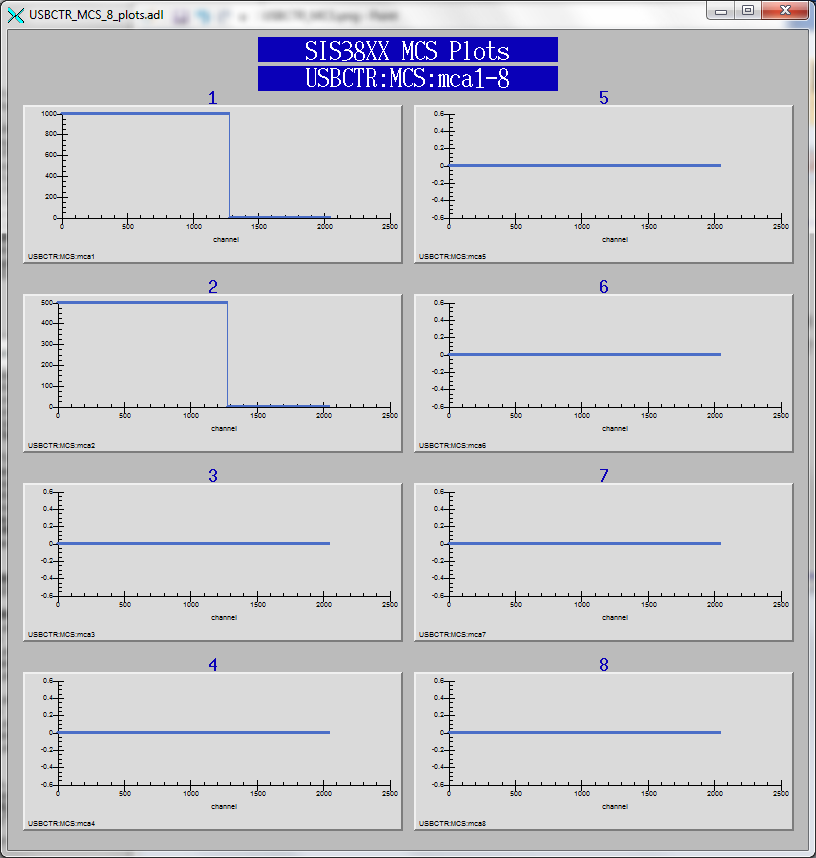 USBCTR_MCS_8_plots.adl
SIS38XX MCS Plots
USBCTR:MCS:mca1-8
1
1000
800
600
400
200
0
0 500 1000 1500 2000 2500
channel
USBCTR:MCS:mca1
2
500
400
300
200
100
0
0 500 1000 1500 2000 2500
channel
USBCTR:MCS:mca2
3
0.6
0.4
0.2
0
-0.2
-0.4
-0.6
0 500 1000 1500 2000 2500
channel
USBCTR:MCS:mca3
4
0.6
0.4
0.2
0
-0.2
-0.4
-0.6
0 500 1000 1500 2000 2500
channel
USBCTR:MCS:mca4
5
0.6
0.4
0.2
0
-0.2
-0.4
-0.6
0 500 1000 1500 2000 2500
channel
USBCTR:MCS:mca5
6
0.6
0.4
0.2
0
-0.2
-0.4
-0.6
0 500 1000 1500 2000 2500
channel
USBCTR:MCS:mca6
7
0.6
0.4
0.2
0
-0.2
-0.4
-0.6
0 500 1000 1500 2000 2500
channel
USBCTR:MCS:mca7
8
0.6
0.4
0.2
0
-0.2
-0.4
-0.6
0 500 1000 1500 2000 2500
channel
USBCTR:MCS:mca8